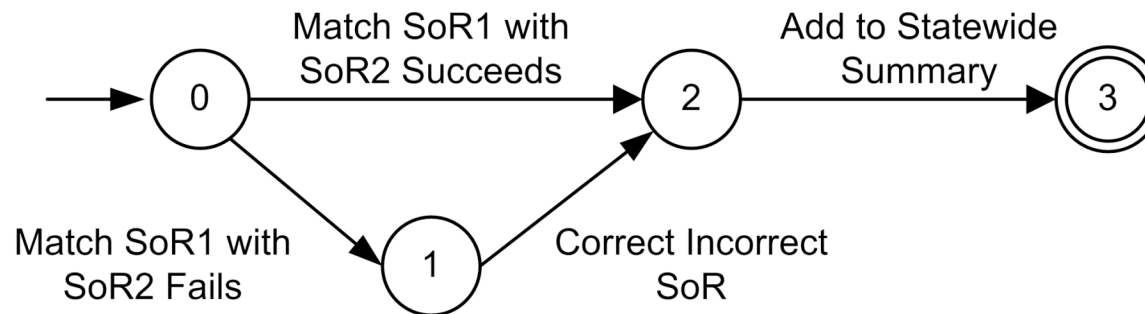 Match SoR1 with
SoR2 Succeeds
Add to Statewide
Summary
0
2
3
Match SoR1 with
SoR2 Fails
1
Correct Incorrect
SoR